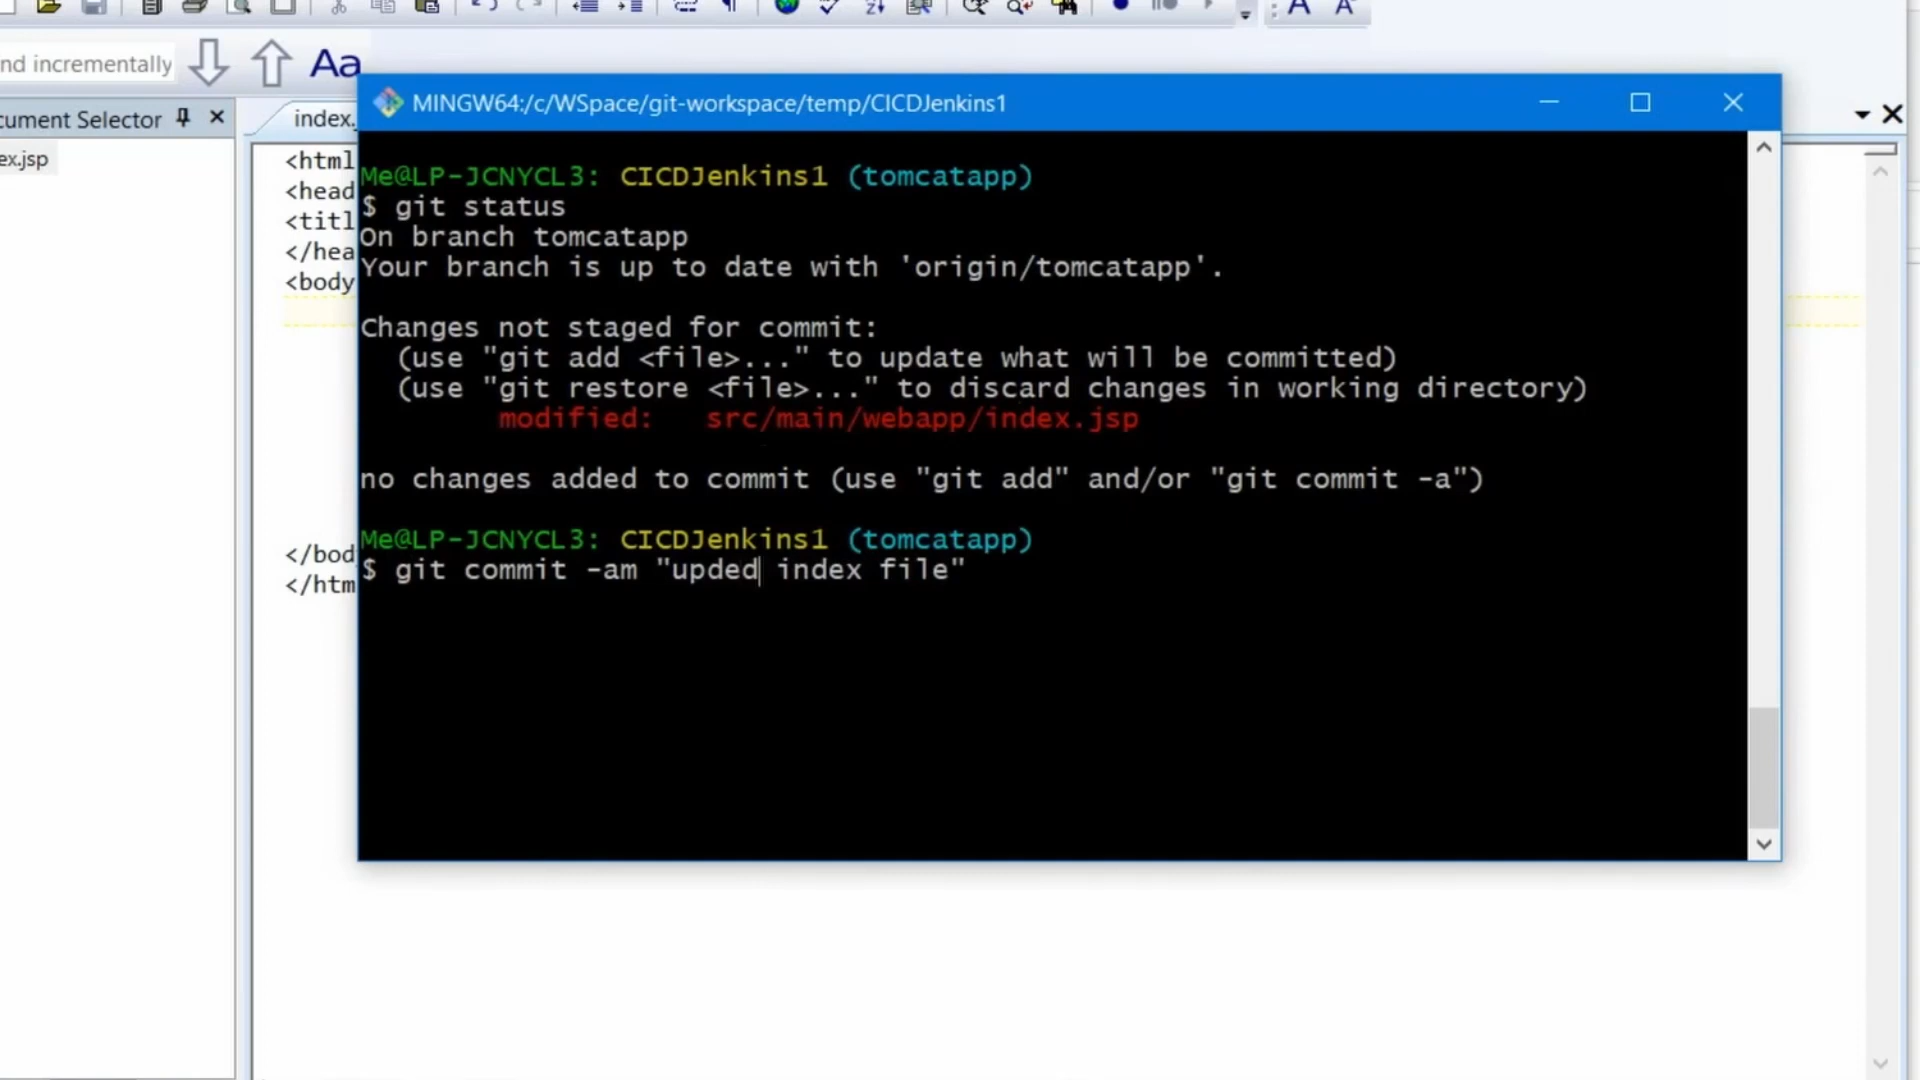 nd incrementally
Aa
MINGW64:/c/WSpace/git-workspace/temp/CICDJenkins1
cument Selector
index.
ex.jsp
<html
<head
<titl
</hea
<body
</body
</htm
Me@LP-JCNYCL3: CICDJenkins1 (tomcatapp)
$ git status
On branch tomcatapp
Your branch is up to date with 'origin/tomcatapp'.
Changes not staged for commit:
(use "git add <file>..." to update what will be committed)
(use "git restore <file>..." to discard changes in working directory)
modified: src/main/webapp/index.jsp
no changes added to commit (use "git add" and/or "git commit -a")
Me@LP-JCNYCL3: CICDJenkins1 (tomcatapp)
$ git commit -am "upded index file"